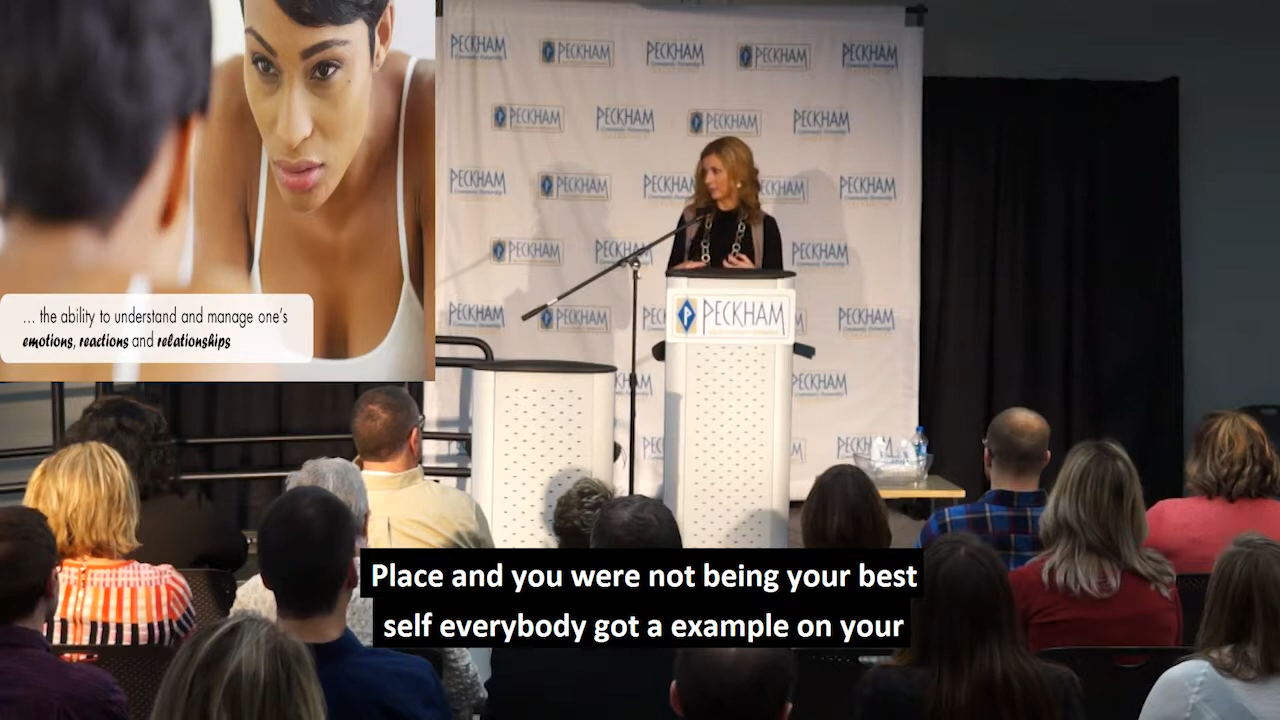 … the ability to understand and manage one's
emotions, reactions and relationships
PECKHAM PECKHAM PECKHAM PECKHAM PECKHAM
PECKHAM PECKHAM PECKHAM PECKHAM
PECKHAM PECKHAM PECKHAM PECKHAM PECKHAM
PECKHAM PECKHAM PECKHAM
PECKHAM PECKHAM PECKHAM
PECKHAM
PECKHAM
Place and you were not being your best
self everybody got a example on your